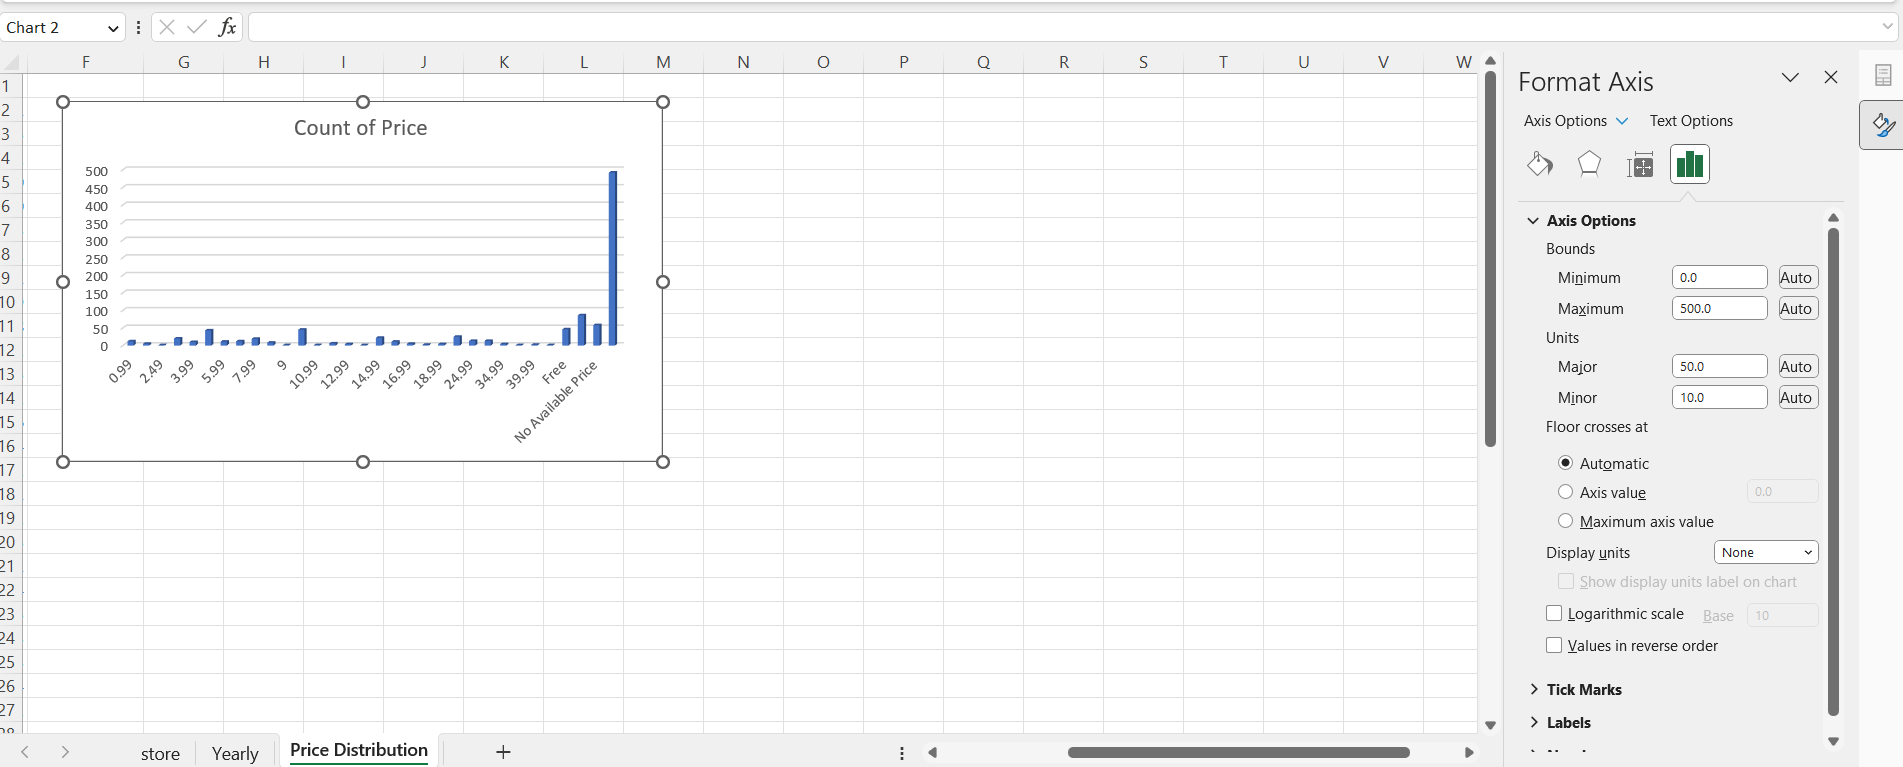 Chart 2
fx
F G H I J K L M N O P Q R S T U V W
1
2
3
4
5
6
7
8
9
10
11
12
13
14
15
16
17
18
19
20
21
22
23
24
25
26
27
28
Count of Price
500
450
400
350
300
250
200
150
100
50
0
0.99 2.49 3.99 5.99 7.99 9 10.99 12.99 14.99 16.99 18.99 24.99 34.99 39.99 Free No Available Price
Format Axis
Axis Options Text Options
Axis Options
Bounds
Minimum 0.0 Auto
Maximum 500.0 Auto
Units
Major 50.0 Auto
Minor 10.0 Auto
Floor crosses at
Automatic
Axis value 0.0
Maximum axis value
Display units None
Show display units label on chart
Logarithmic scale Base 10
Values in reverse order
Tick Marks
Labels
store Yearly Price Distribution